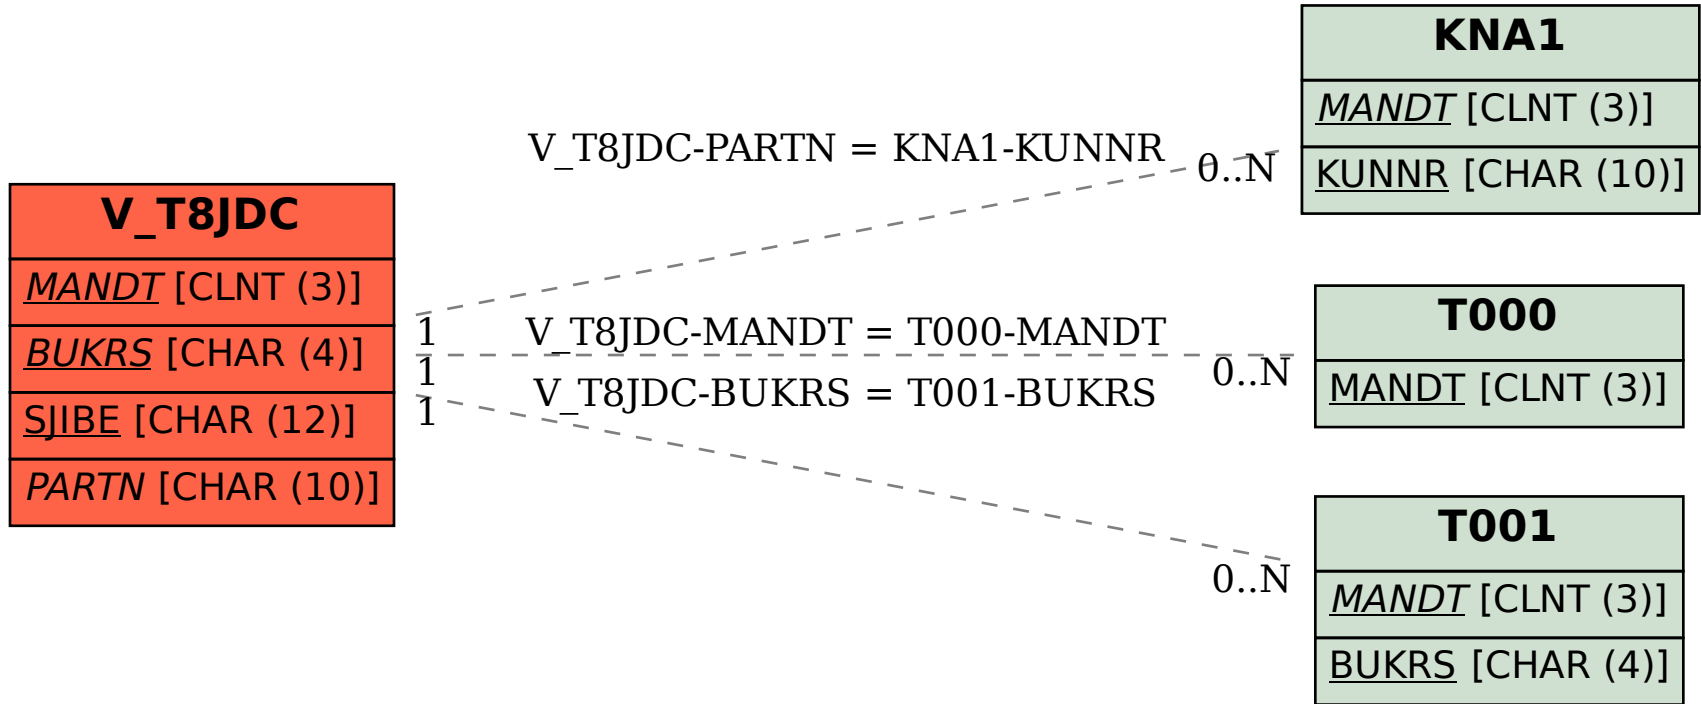 V_T8JDC
MANDT [CLNT (3)]
BUKRS [CHAR (4)]
SJIBE [CHAR (12)]
PARTN [CHAR (10)]
V_T8JDC-PARTN = KNA1-KUNNR
0..N
1
V_T8JDC-MANDT = T000-MANDT
0..N
1
V_T8JDC-BUKRS = T001-BUKRS
0..N
1
KNA1
MANDT [CLNT (3)]
KUNNR [CHAR (10)]
T000
MANDT [CLNT (3)]
T001
MANDT [CLNT (3)]
BUKRS [CHAR (4)]